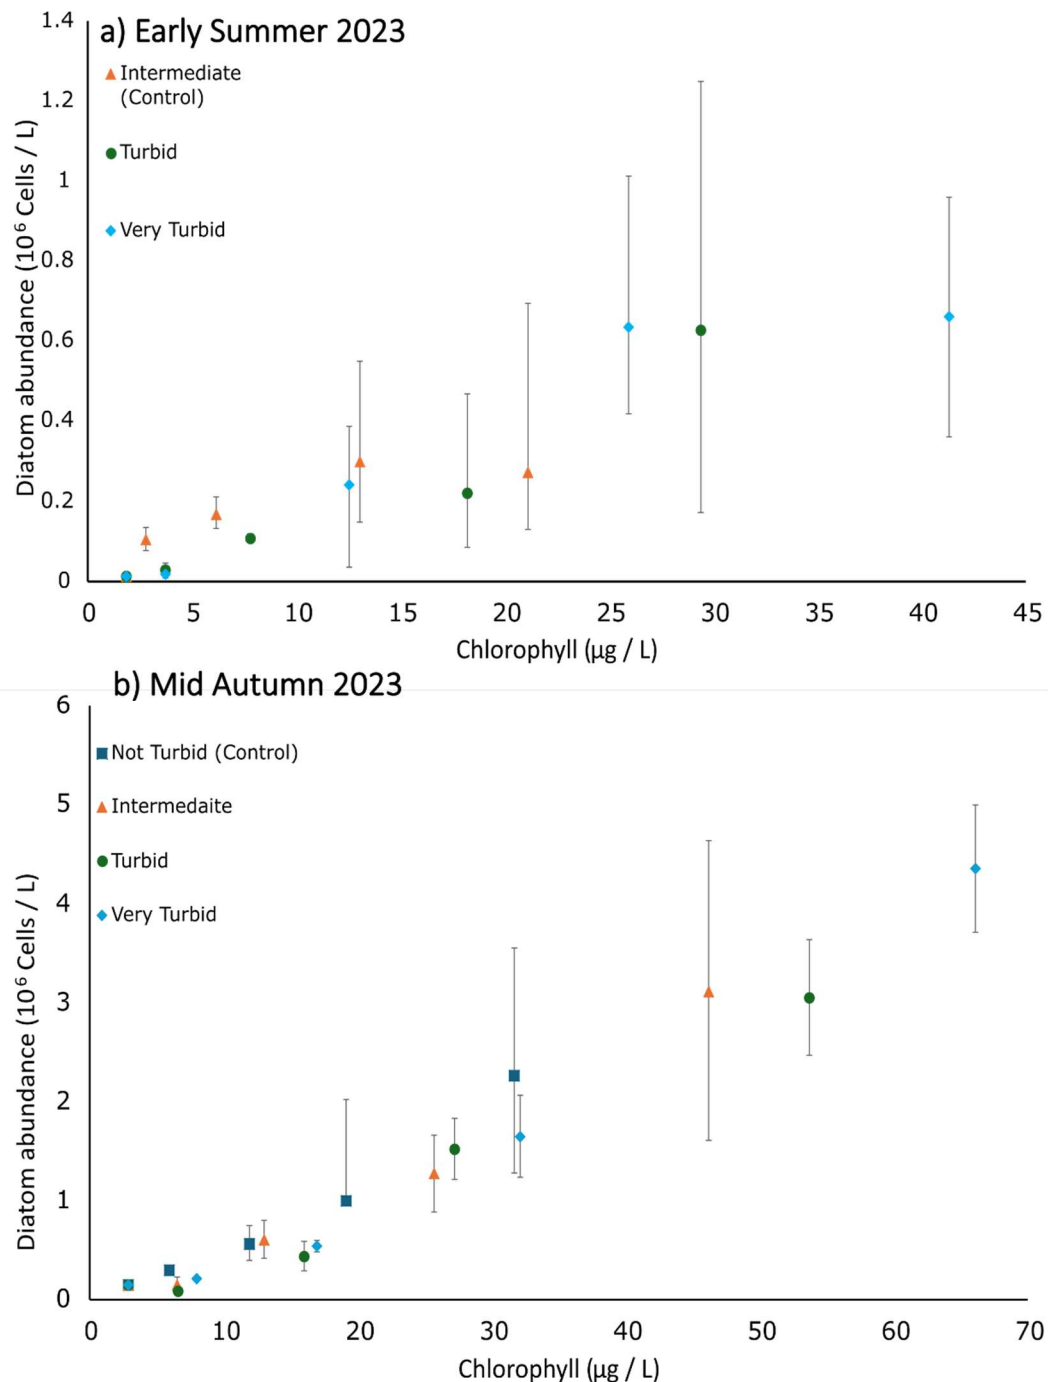 a) Early Summer 2023
Intermediate
(Control)
Turbid
Very Turbid
Diatom abundance (10⁶ Cells / L)
1.4
1.2
1
0.8
0.6
0.4
0.2
0
0 5 10 15 20 25 30 35 40 45
Chlorophyll (µg / L)
b) Mid Autumn 2023
Not Turbid (Control)
Intermedaite
Turbid
Very Turbid
Diatom abundance (10⁶ Cells / L)
6
5
4
3
2
1
0
0 10 20 30 40 50 60 70
Chlorophyll (µg / L)